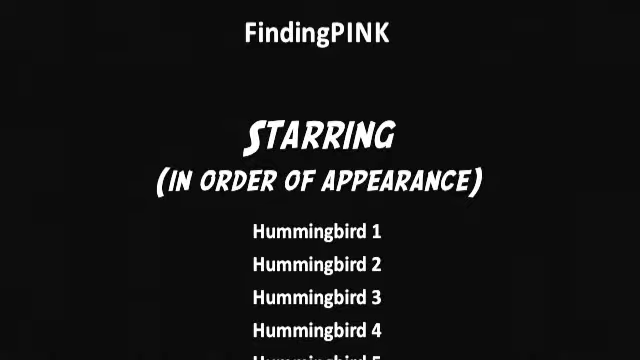 FindingPINK
STARRING
(IN ORDER OF APPEARANCE)
Hummingbird 1
Hummingbird 2
Hummingbird 3
Hummingbird 4